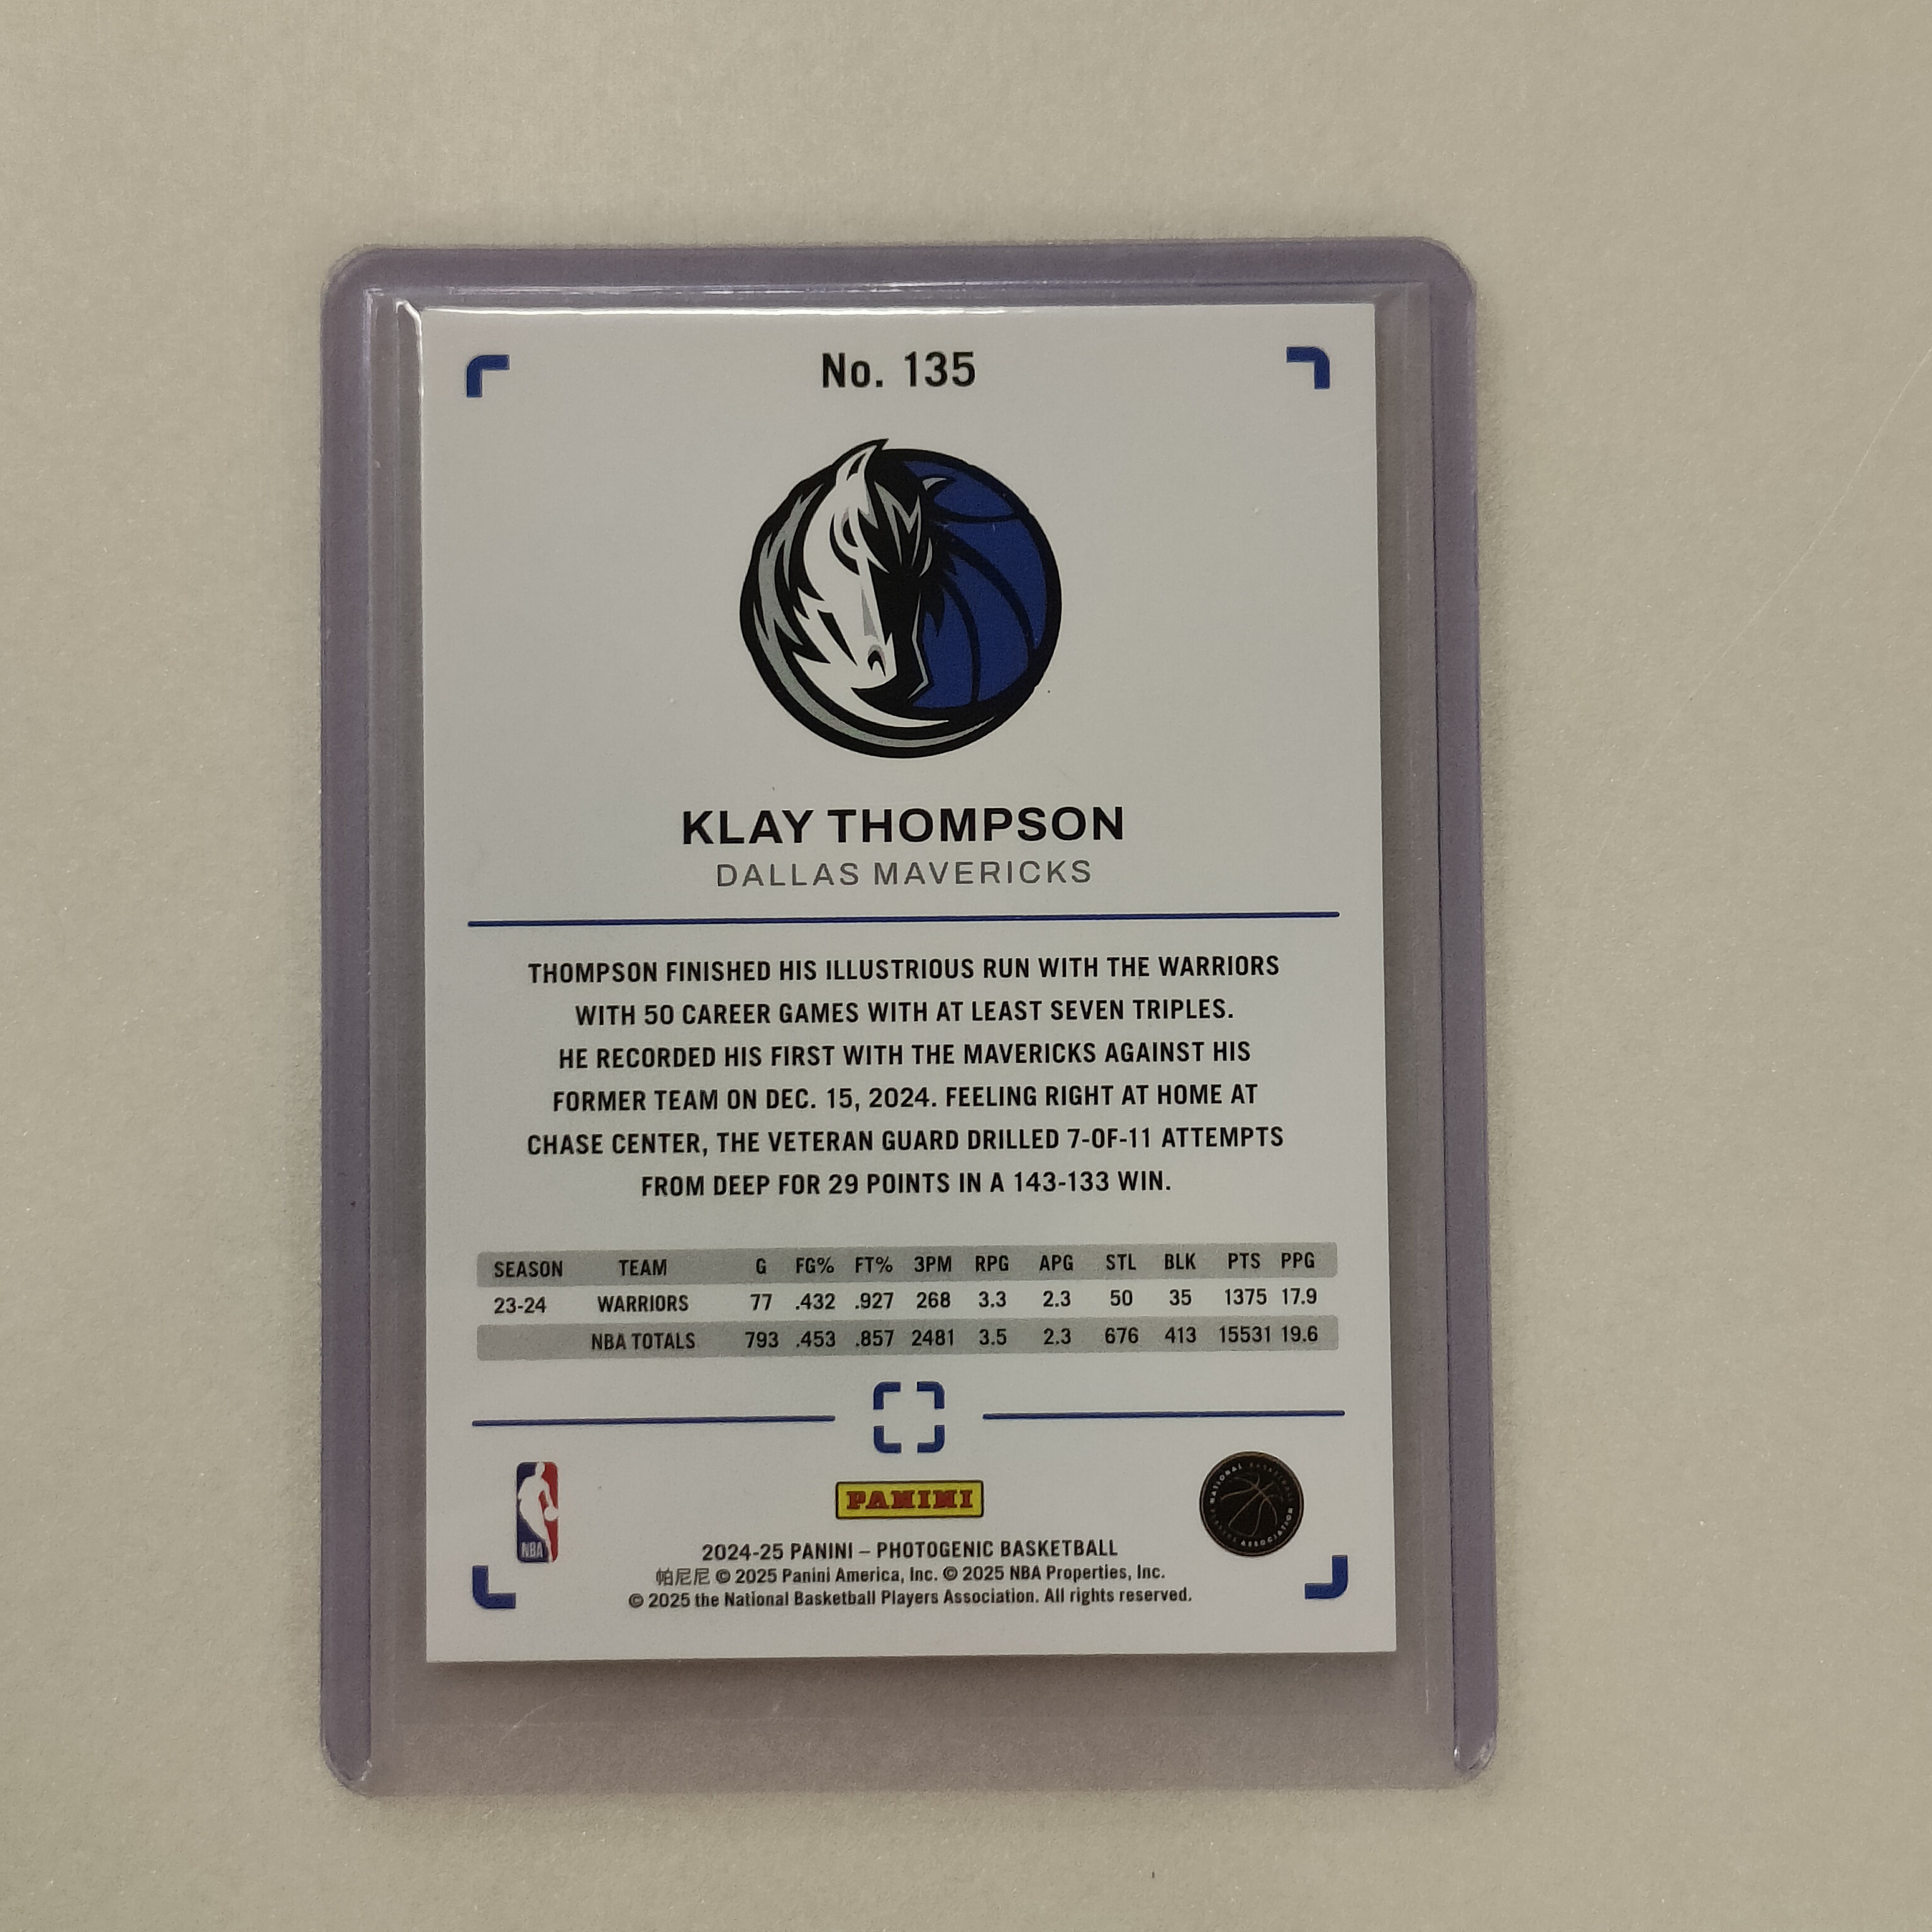 No. 135
KLAY THOMPSON
DALLAS MAVERICKS
THOMPSON FINISHED HIS ILLUSTRIOUS RUN WITH THE WARRIORS
WITH 50 CAREER GAMES WITH AT LEAST SEVEN TRIPLES.
HE RECORDED HIS FIRST WITH THE MAVERICKS AGAINST HIS
FORMER TEAM ON DEC. 15, 2024. FEELING RIGHT AT HOME AT
CHASE CENTER, THE VETERAN GUARD DRILLED 7-OF-11 ATTEMPTS
FROM DEEP FOR 29 POINTS IN A 143-133 WIN.
SEASON TEAM G FG% FT% 3PM RPG APG STL BLK PTS PPG
23-24 WARRIORS 77 .432 .927 268 3.3 2.3 50 35 1375 17.9
NBA TOTALS 793 .453 .857 2481 3.5 2.3 676 413 15531 19.6
NBA
PANINI
NATIONAL BASKETBALL PLAYERS ASSOCIATION
2024-25 PANINI – PHOTOGENIC BASKETBALL
帕尼尼 © 2025 Panini America, Inc. © 2025 NBA Properties, Inc.
© 2025 the National Basketball Players Association. All rights reserved.